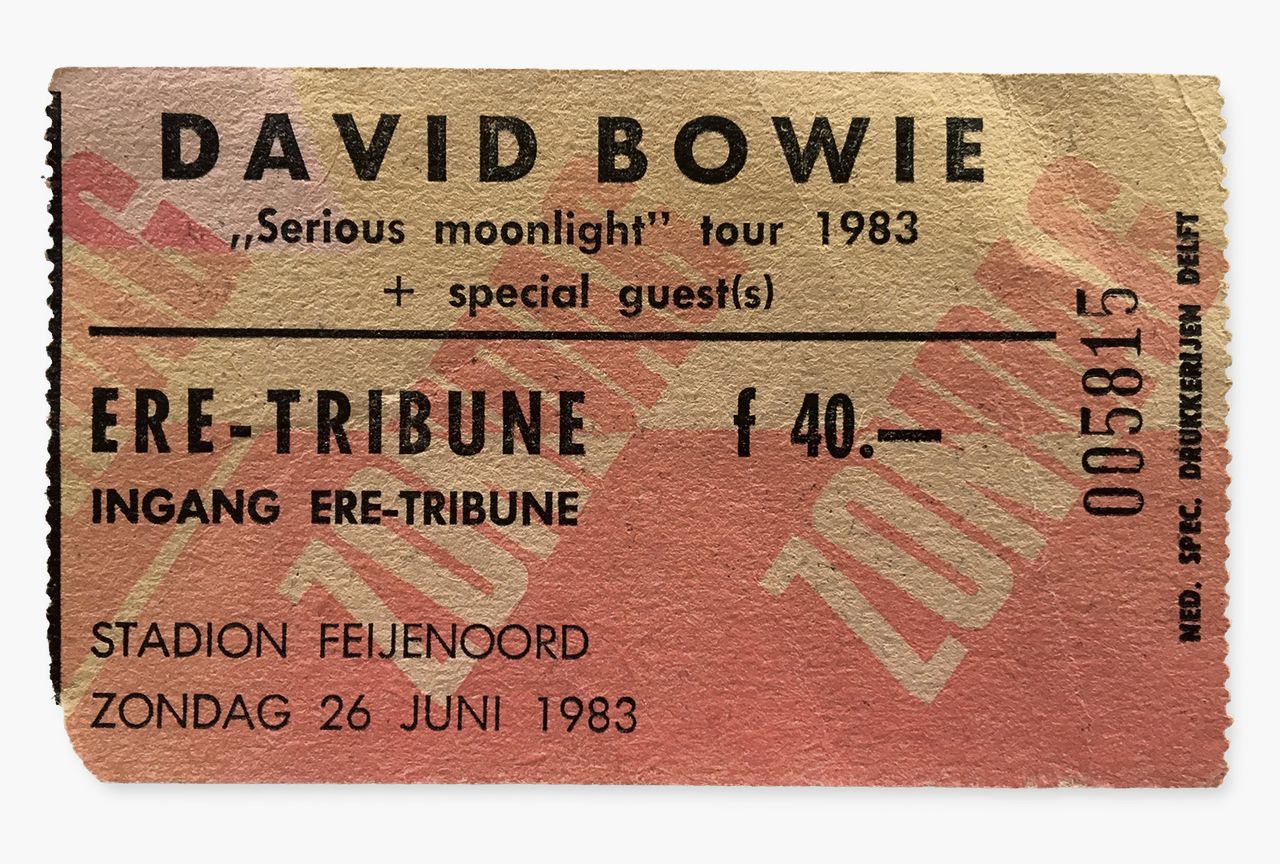 DAVID BOWIE
„Serious moonlight” tour 1983
+ special guest(s)
ERE-TRIBUNE f 40.—
INGANG ERE-TRIBUNE
STADION FEIJENOORD
ZONDAG 26 JUNI 1983
005815
NED. SPEC. DRUKKERIJEN DELFT